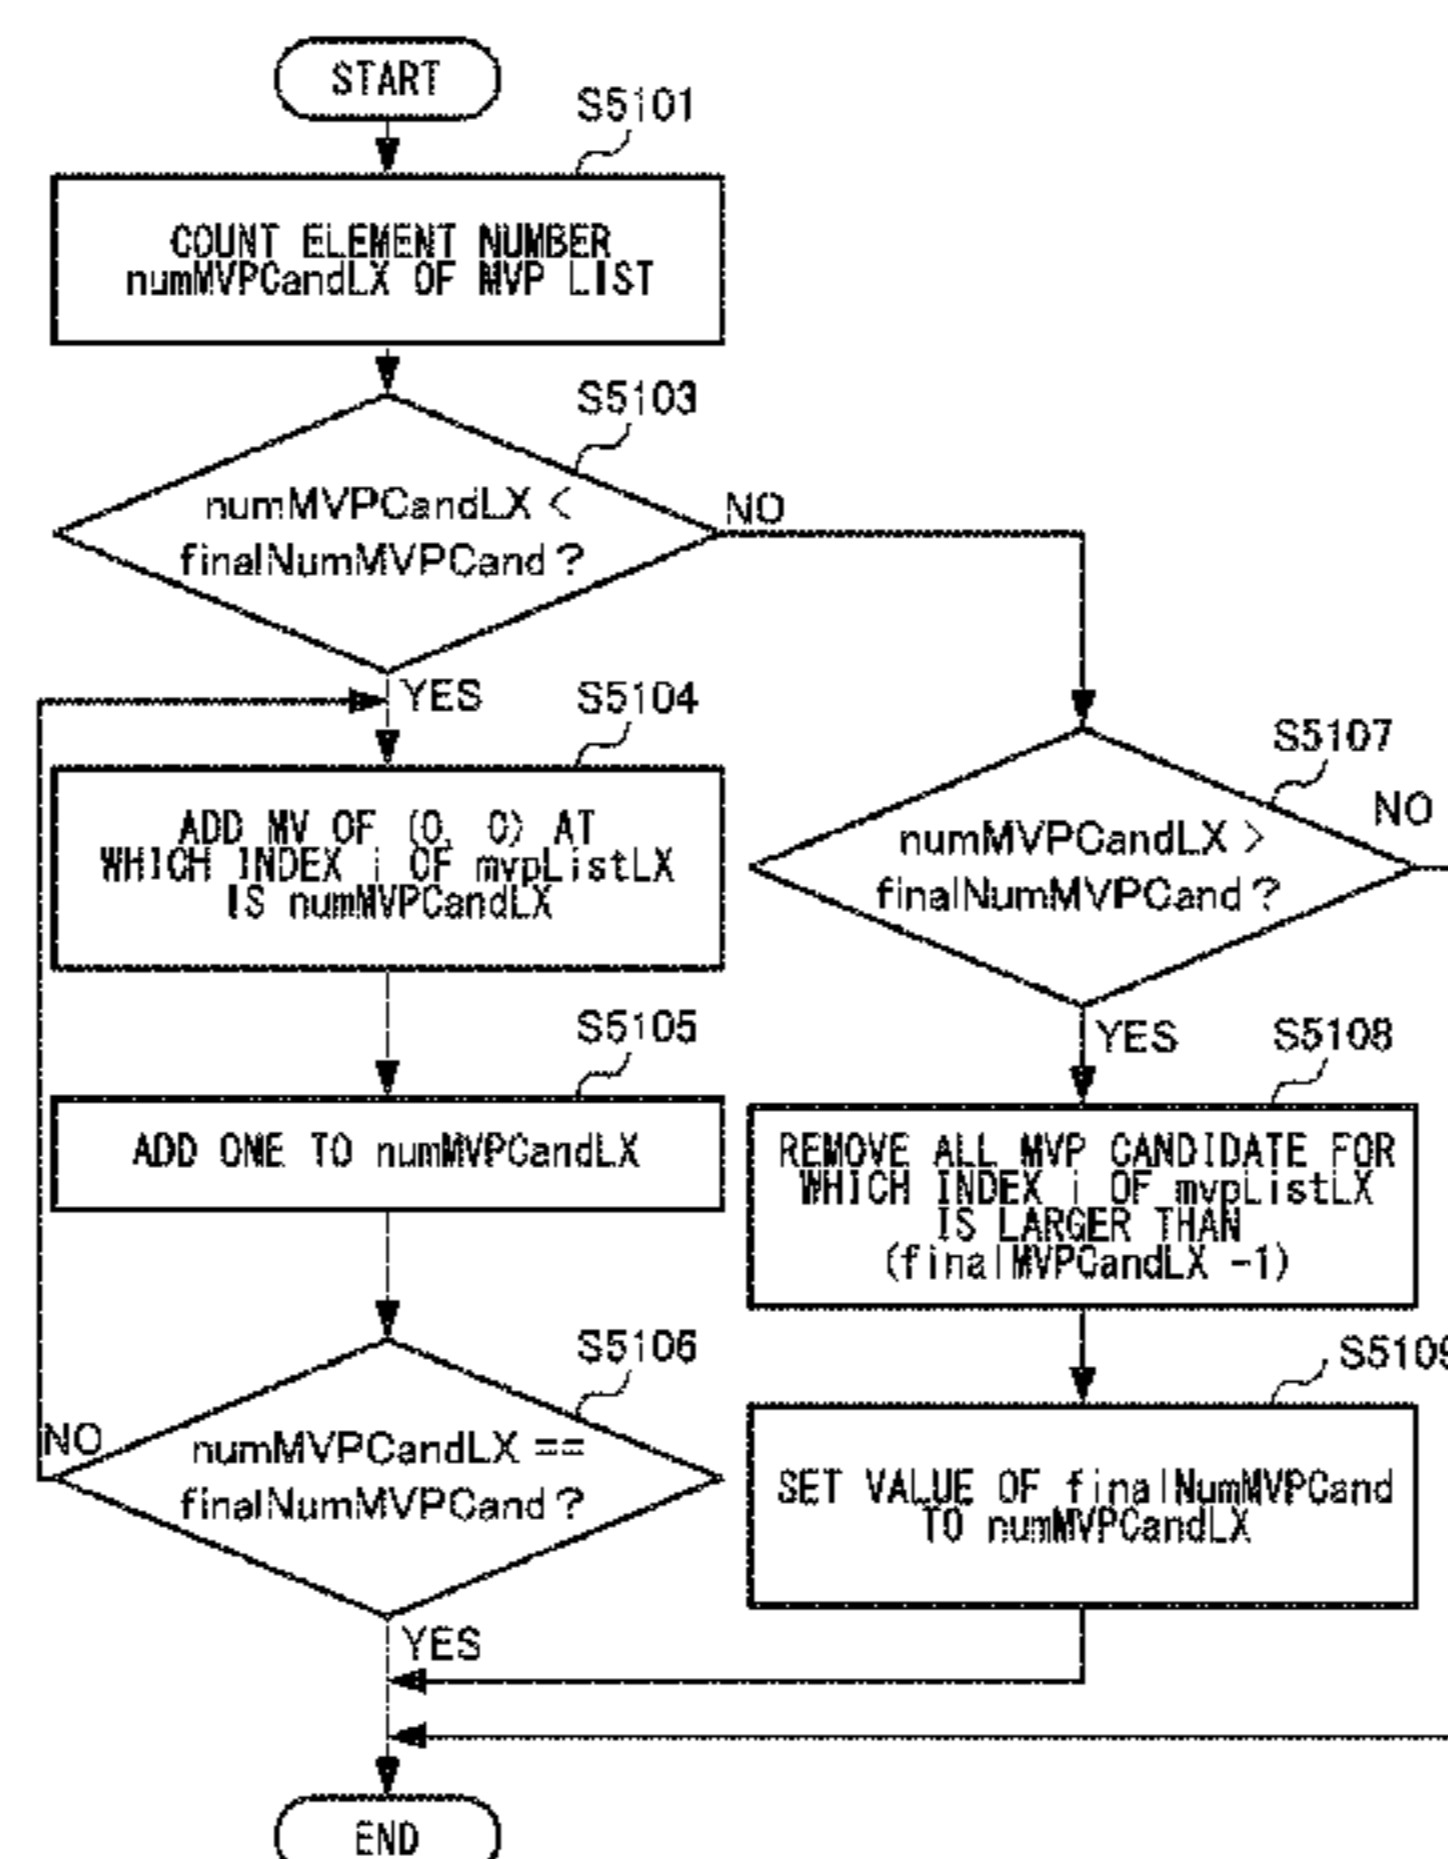 START
S5101
COUNT ELEMENT NUMBER
numMVPCandLX OF MVP LIST
S5103
numMVPCandLX <
finalNumMVPCand ?
NO
YES
S5104
ADD MV OF (0, 0) AT
WHICH INDEX i OF mvpListLX
IS numMVPCandLX
S5105
ADD ONE TO numMVPCandLX
S5106
numMVPCandLX ==
finalNumMVPCand ?
NO
YES
S5107
numMVPCandLX >
finalNumMVPCand ?
NO
YES
S5108
REMOVE ALL MVP CANDIDATE FOR
WHICH INDEX i OF mvpListLX
IS LARGER THAN
(finalMVPCandLX -1)
S5109
SET VALUE OF finalNumMVPCand
TO numMVPCandLX
END